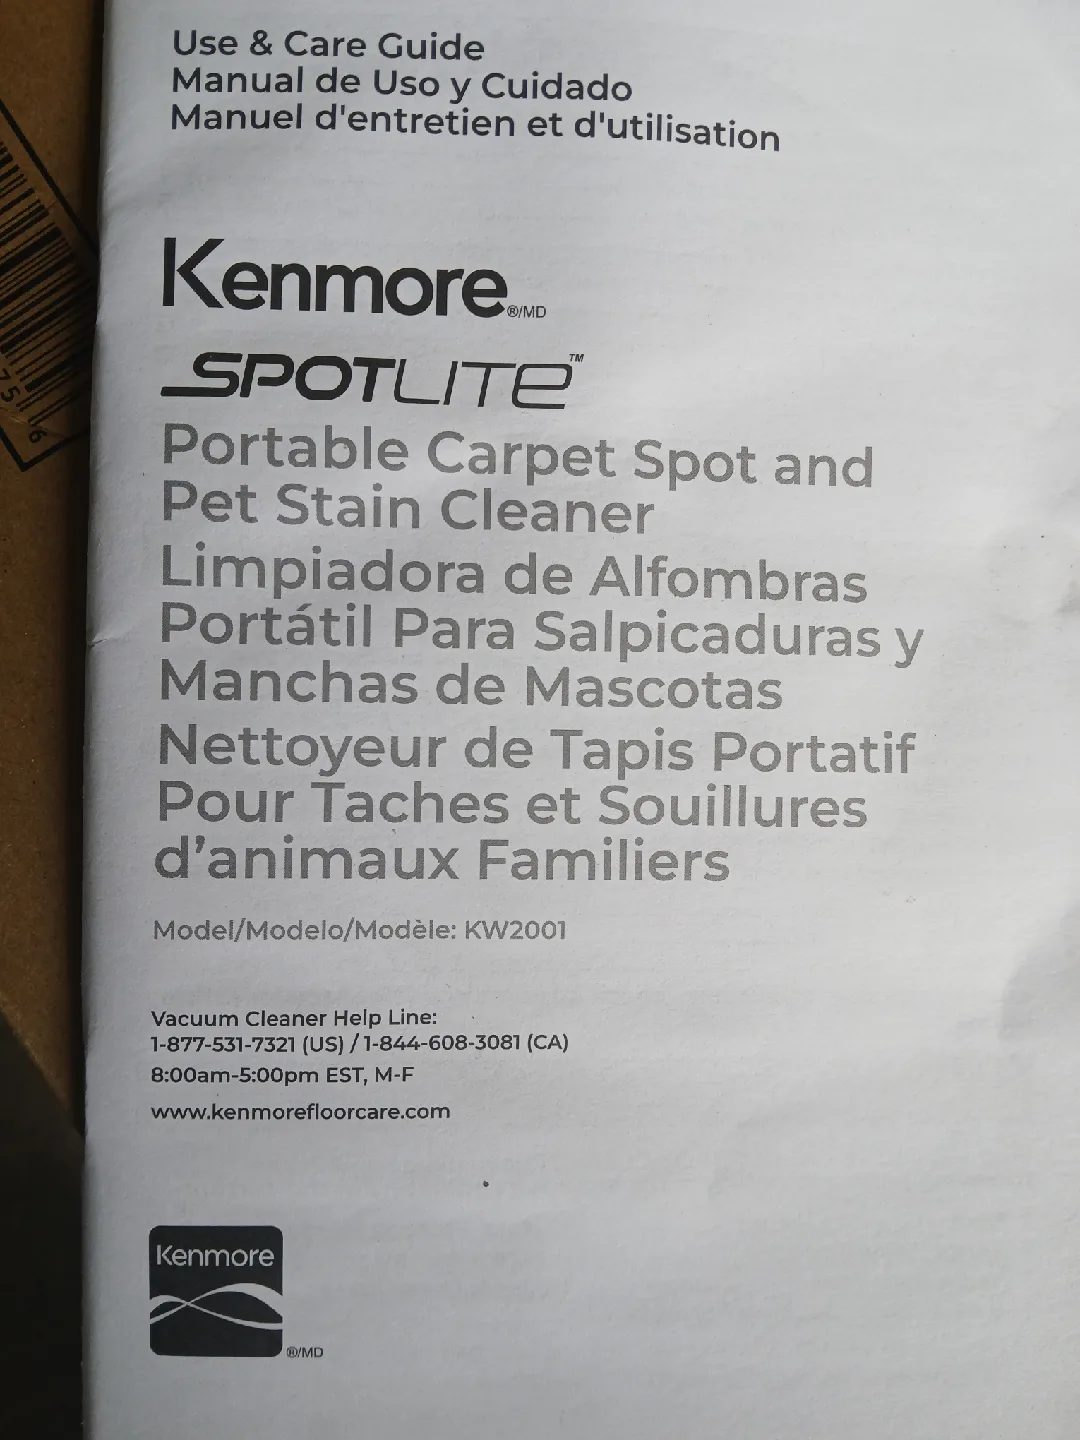 Use & Care Guide
Manual de Uso y Cuidado
Manuel d'entretien et d'utilisation
Kenmore®/MD
SPOTLITE™
Portable Carpet Spot and
Pet Stain Cleaner
Limpiadora de Alfombras
Portátil Para Salpicaduras y
Manchas de Mascotas
Nettoyeur de Tapis Portatif
Pour Taches et Souillures
d’animaux Familiers
Model/Modelo/Modèle: KW2001
Vacuum Cleaner Help Line:
1-877-531-7321 (US) / 1-844-608-3081 (CA)
8:00am-5:00pm EST, M-F
www.kenmorefloorcare.com
Kenmore
®/MD
75
6